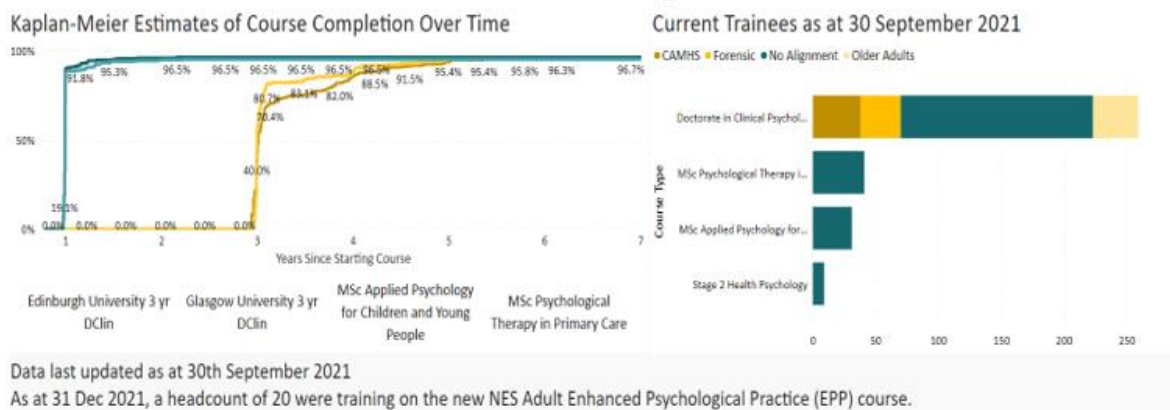 Kaplan-Meier Estimates of Course Completion Over Time
100%
50%
0%
91.8%
95.3%
96.5%
96.5%
96.5%
96.5%
96.5%
96.5%
95.4%
95.4%
95.8%
96.3%
96.7%
80.7%
83.1%
82.0%
88.5%
91.5%
70.4%
40.0%
19.1%
0.0%
0.0%
0.0%
0.0%
0.0%
0.0%
1
2
3
4
5
6
7
Years Since Starting Course
Edinburgh University 3 yr
DClin
Glasgow University 3 yr
DClin
MSc Applied Psychology
for Children and Young
People
MSc Psychological
Therapy in Primary Care
Current Trainees as at 30 September 2021
CAMHS Forensic No Alignment Older Adults
Course Type
Doctorate in Clinical Psychol...
MSc Psychological Therapy i...
MSc Applied Psychology for...
Stage 2 Health Psychology
0
50
100
150
200
250
Data last updated as at 30th September 2021
As at 31 Dec 2021, a headcount of 20 were training on the new NES Adult Enhanced Psychological Practice (EPP) course.